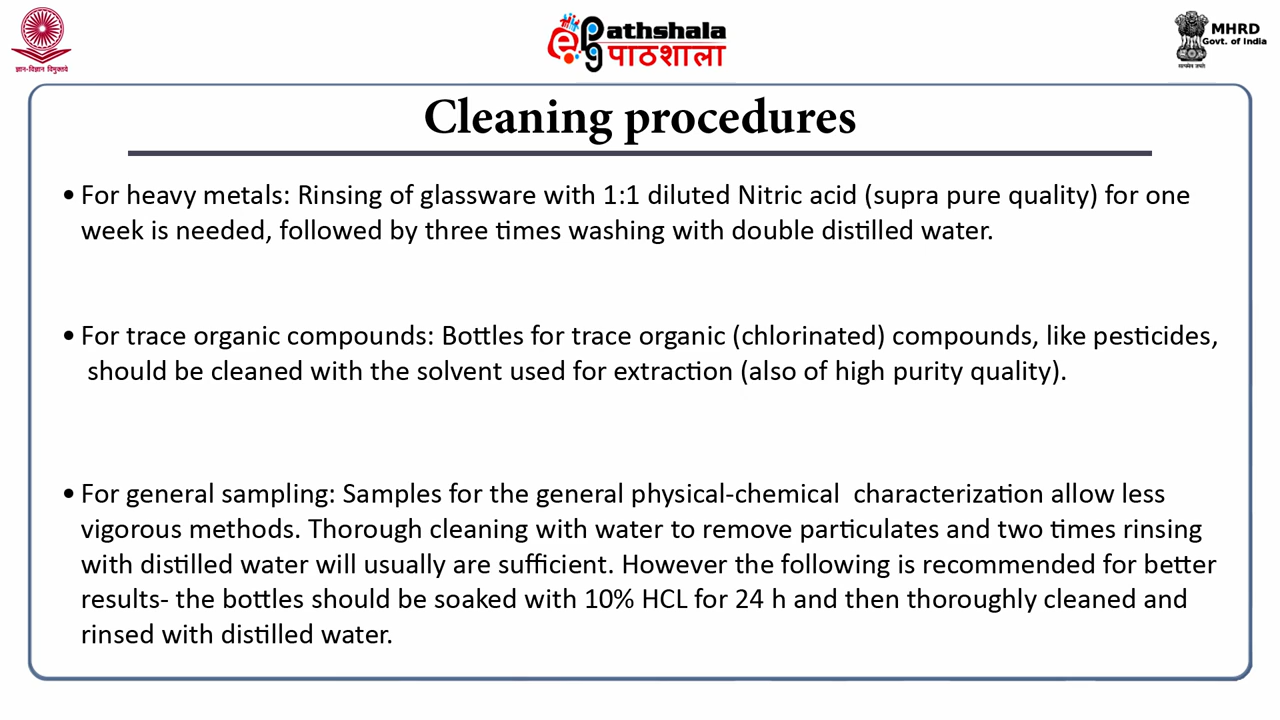 ज्ञान-विज्ञान विमुक्तये
epg athshala
पाठशाला
MHRD
Govt. of India
सत्यमेव जयते
Cleaning procedures
• For heavy metals: Rinsing of glassware with 1:1 diluted Nitric acid (supra pure quality) for one
week is needed, followed by three times washing with double distilled water.
• For trace organic compounds: Bottles for trace organic (chlorinated) compounds, like pesticides,
should be cleaned with the solvent used for extraction (also of high purity quality).
• For general sampling: Samples for the general physical-chemical  characterization allow less
vigorous methods. Thorough cleaning with water to remove particulates and two times rinsing
with distilled water will usually are sufficient. However the following is recommended for better
results- the bottles should be soaked with 10% HCL for 24 h and then thoroughly cleaned and
rinsed with distilled water.